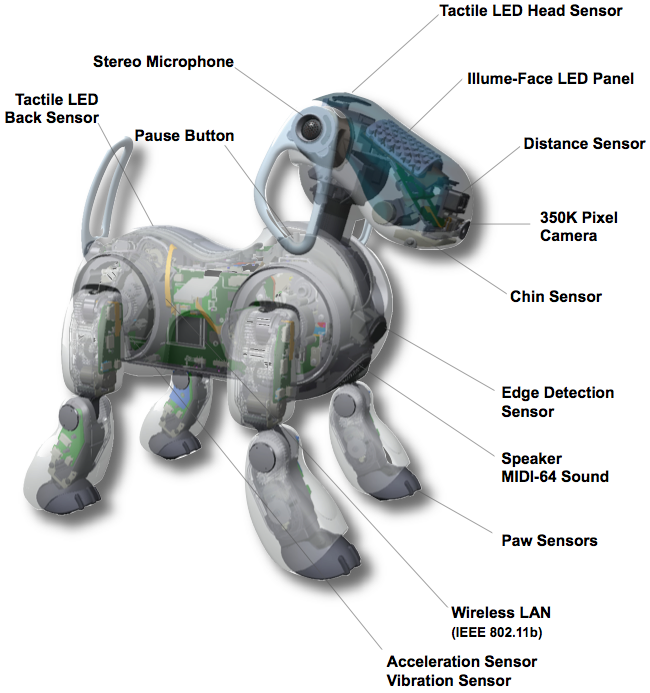 Tactile LED Head Sensor
Stereo Microphone
Illume-Face LED Panel
Tactile LED
Back Sensor
Pause Button
Distance Sensor
350K Pixel
Camera
Chin Sensor
Edge Detection
Sensor
Speaker
MIDI-64 Sound
Paw Sensors
Wireless LAN
(IEEE 802.11b)
Acceleration Sensor
Vibration Sensor